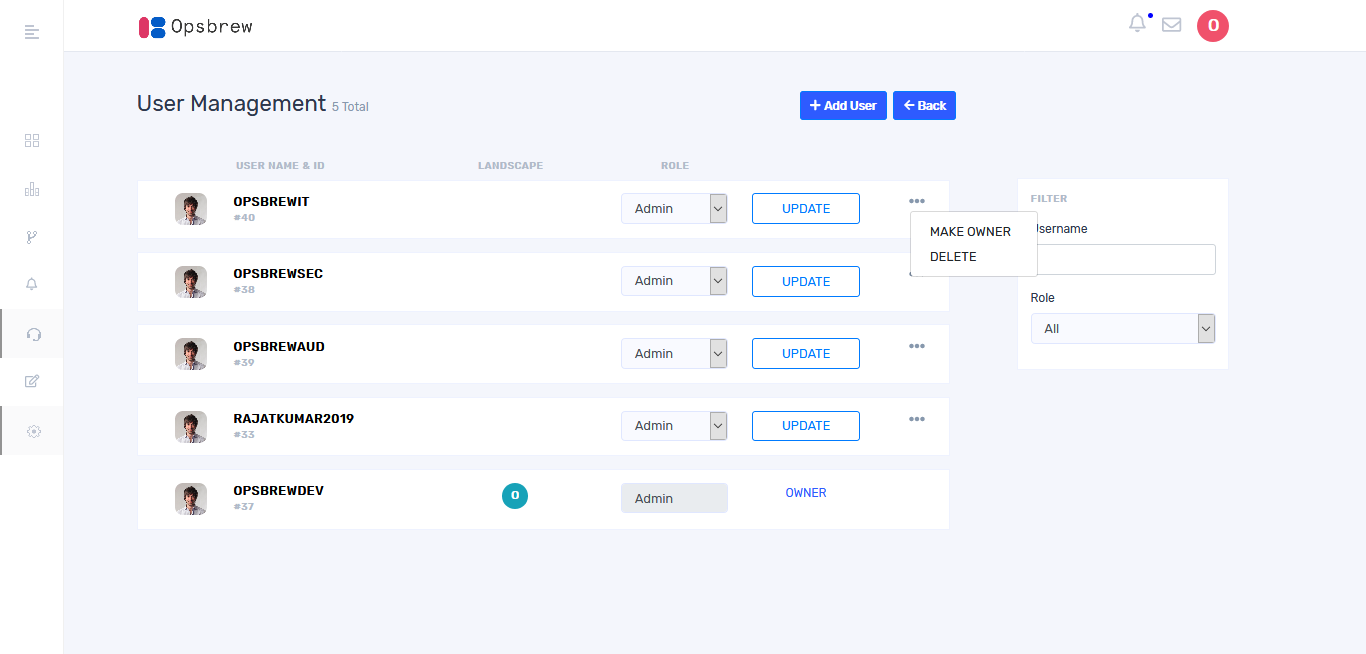 Opsbrew
O
User Management 5 Total
+ Add User
Back
USER NAME & ID LANDSCAPE ROLE
OPSBREWIT
#40
Admin
UPDATE
MAKE OWNER
DELETE
OPSBREWSEC
#38
Admin
UPDATE
OPSBREWAUD
#39
Admin
UPDATE
RAJATKUMAR2019
#33
Admin
UPDATE
OPSBREWDEV
#37
O
Admin
OWNER
FILTER
sername
Role
All